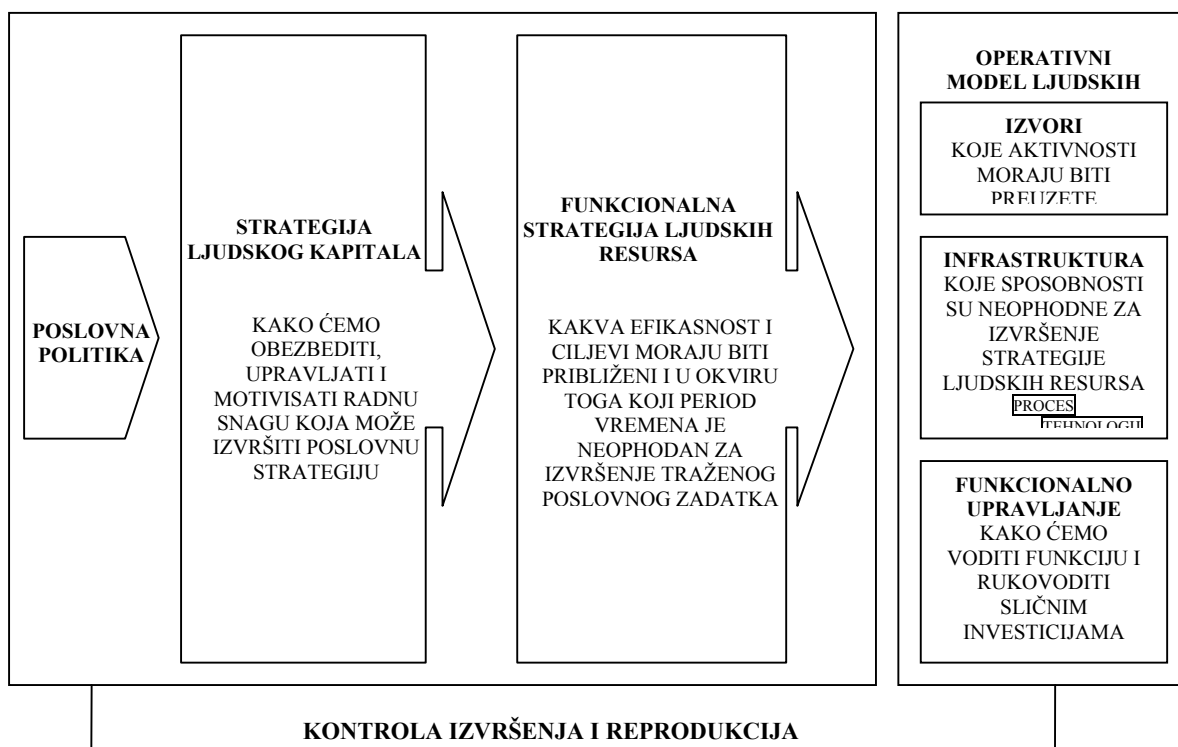 POSLOVNA
POLITIKA
STRATEGIJA
LJUDSKOG KAPITALA
KAKO ĆEMO
OBEZBEDITI,
UPRAVLJATI I
MOTIVISATI RADNU
SNAGU KOJA MOŽE
IZVRŠITI POSLOVNU
STRATEGIJU
FUNKCIONALNA
STRATEGIJA LJUDSKIH
RESURSA
KAKVA EFIKASNOST I
CILJEVI MORAJU BITI
PRIBLIŽENI I U OKVIRU
TOGA KOJI PERIOD
VREMENA JE
NEOPHODAN ZA
IZVRŠENJE TRAŽENOG
POSLOVNOG ZADATKA
OPERATIVNI
MODEL LJUDSKIH
IZVORI
KOJE AKTIVNOSTI
MORAJU BITI
PREUZETE
INFRASTRUKTURA
KOJE SPOSOBNOSTI
SU NEOPHODNE ZA
IZVRŠENJE
STRATEGIJE
LJUDSKIH RESURSA
PROCES
FUNKCIONALNO
UPRAVLJANJE
KAKO ĆEMO
VODITI FUNKCIJU I
RUKOVODITI
SLIČNIM
INVESTICIJAMA
KONTROLA IZVRŠENJA I REPRODUKCIJA